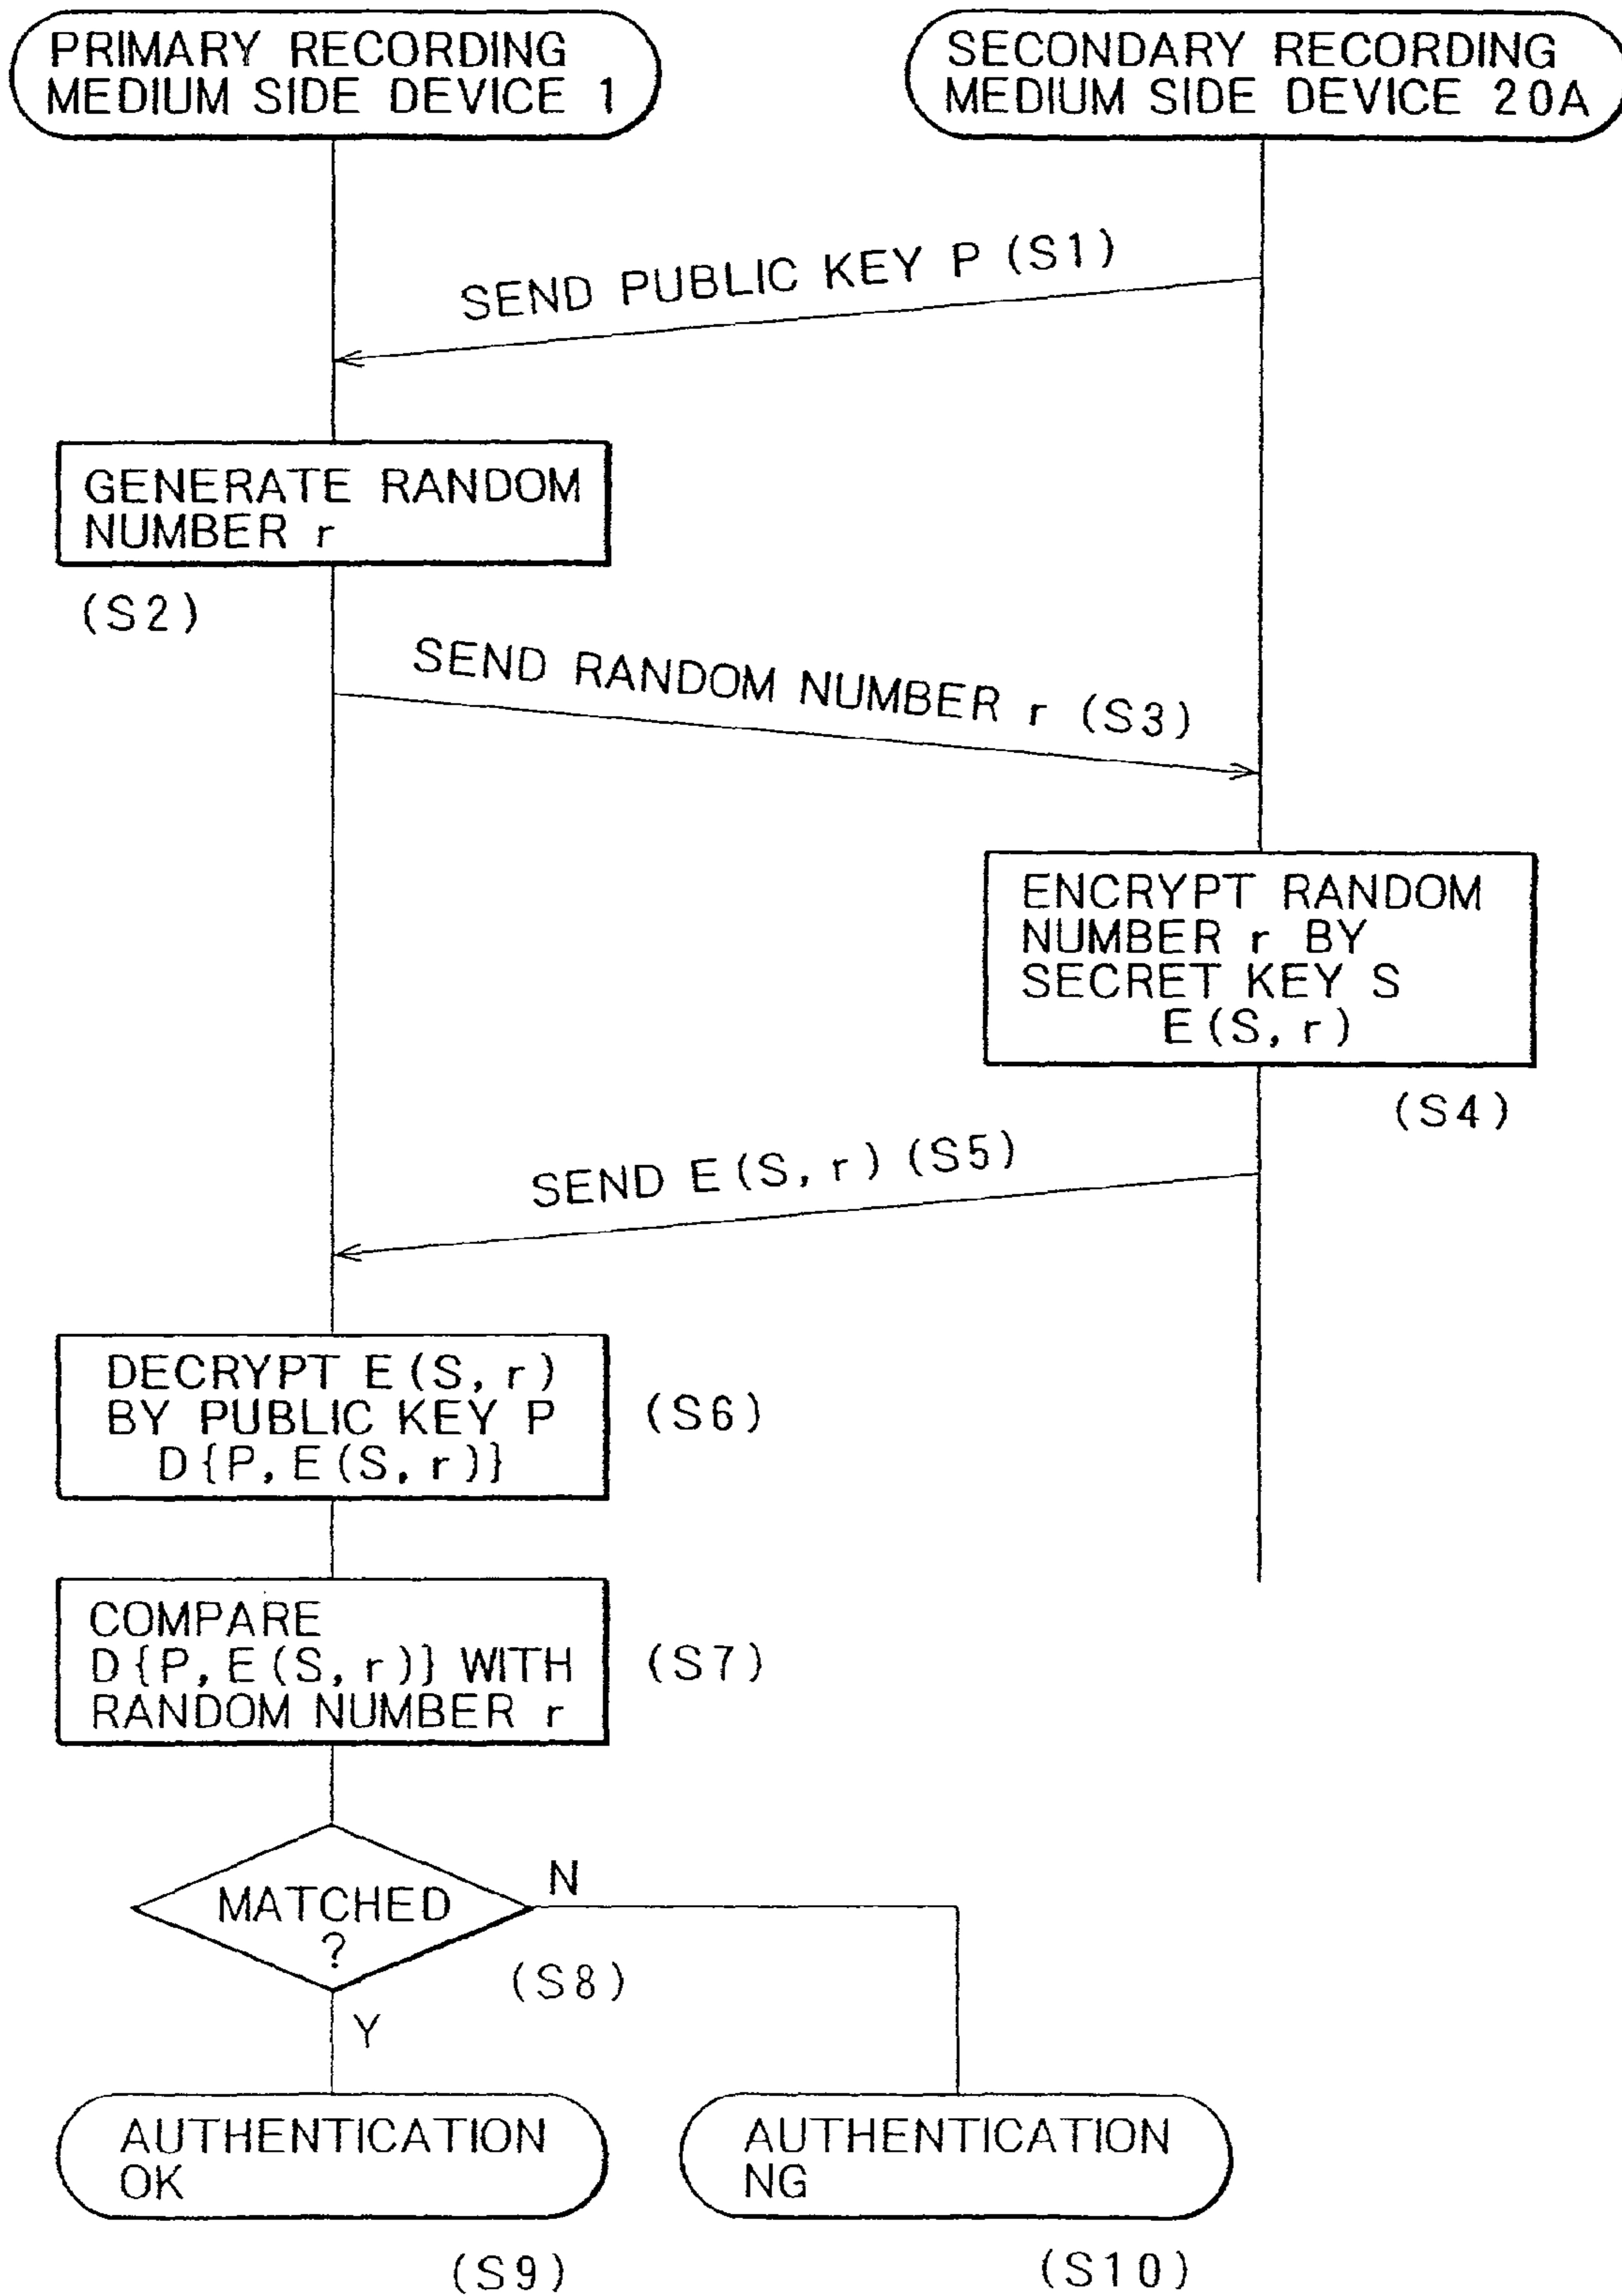 PRIMARY RECORDING
MEDIUM SIDE DEVICE 1
SECONDARY RECORDING
MEDIUM SIDE DEVICE 20A
SEND PUBLIC KEY P (S1)
GENERATE RANDOM
NUMBER r
(S2)
SEND RANDOM NUMBER r (S3)
ENCRYPT RANDOM
NUMBER r BY
SECRET KEY S
E(S, r)
(S4)
SEND E(S, r) (S5)
DECRYPT E(S, r)
BY PUBLIC KEY P
D{P, E(S, r)}
(S6)
COMPARE
D{P, E(S, r)} WITH
RANDOM NUMBER r
(S7)
MATCHED
?
N
(S8)
Y
AUTHENTICATION
OK
(S9)
AUTHENTICATION
NG
(S10)